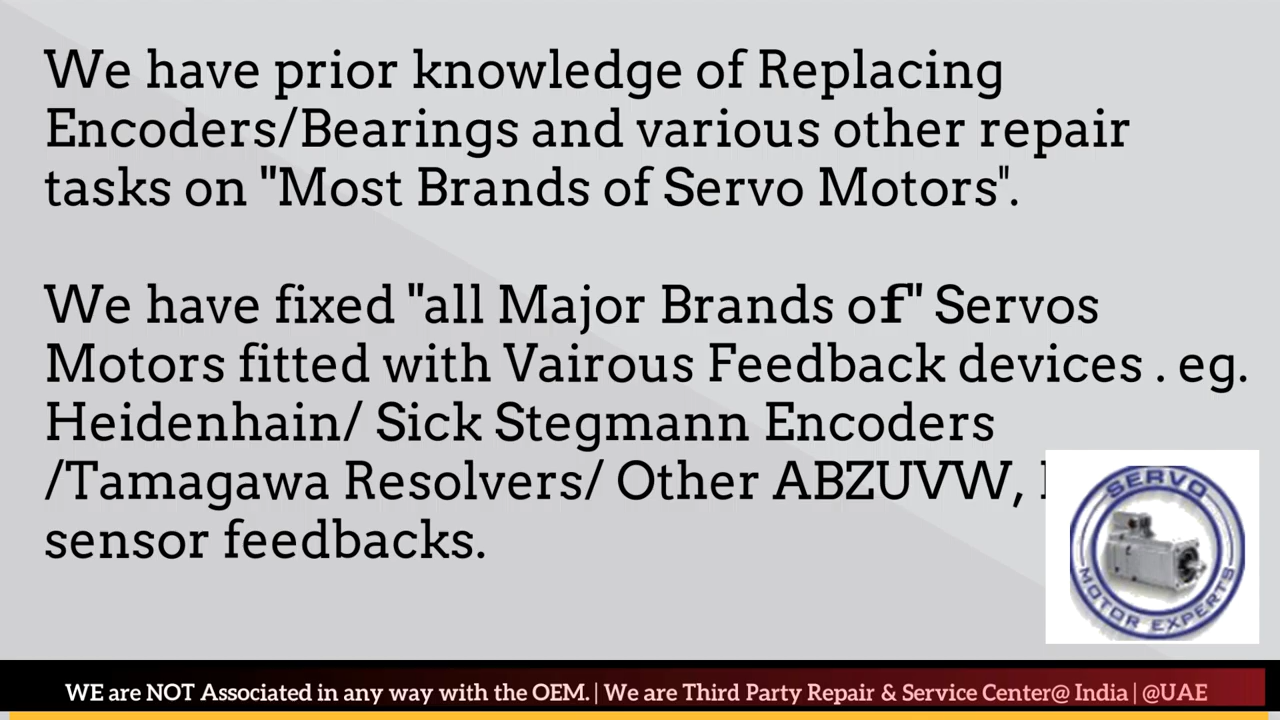 We have prior knowledge of Replacing
Encoders/Bearings and various other repair
tasks on "Most Brands of Servo Motors".
We have fixed "all Major Brands of" Servos
Motors fitted with Vairous Feedback devices . eg.
Heidenhain/ Sick Stegmann Encoders
/Tamagawa Resolvers/ Other ABZUVW,
sensor feedbacks.
SERVO
MOTOR EXPERTS
WE are NOT Associated in any way with the OEM. | We are Third Party Repair & Service Center@ India | @UAE